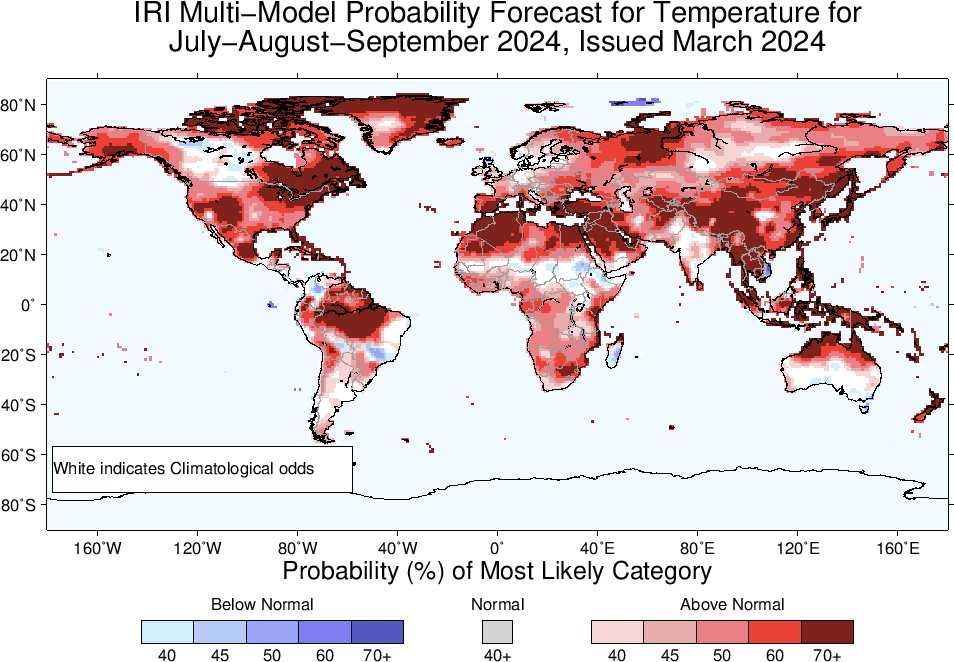 IRI Multi−Model Probability Forecast for Temperature for
July−August−September 2024, Issued March 2024
80˚N
60˚N
40˚N
20˚N
0˚
20˚S
40˚S
60˚S
80˚S
White indicates Climatological odds
160˚W 120˚W 80˚W 40˚W 0˚ 40˚E 80˚E 120˚E 160˚E
Probability (%) of Most Likely Category
Below Normal Normal Above Normal
40 45 50 60 70+ 40+ 40 45 50 60 70+